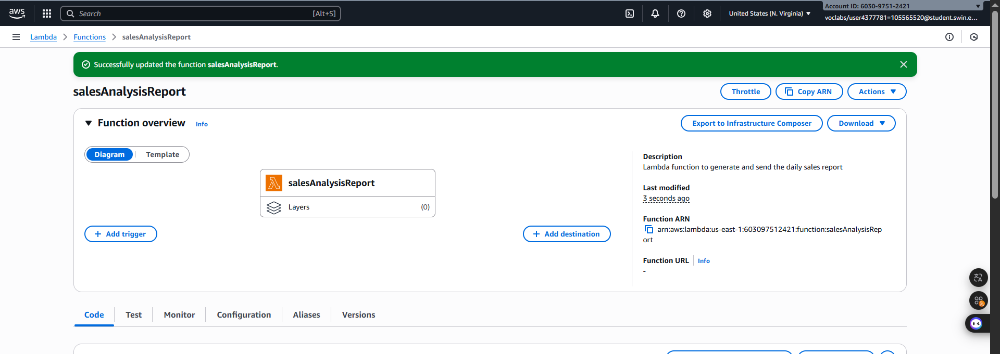 aws
Search [Alt+S]
United States (N. Virginia)
Account ID: 6030-9751-2421
voclabs/user4377781=105565520@student.swin.e...
Lambda
Functions
salesAnalysisReport
Successfully updated the function salesAnalysisReport.
salesAnalysisReport
Throttle
Copy ARN
Actions
Function overview
Info
Export to Infrastructure Composer
Download
Diagram
Template
salesAnalysisReport
Layers
(0)
Add trigger
Add destination
Description
Lambda function to generate and send the daily sales report
Last modified
3 seconds ago
Function ARN
arn:aws:lambda:us-east-1:603097512421:function:salesAnalysisRep
ort
Function URL
Info
-
Code
Test
Monitor
Configuration
Aliases
Versions